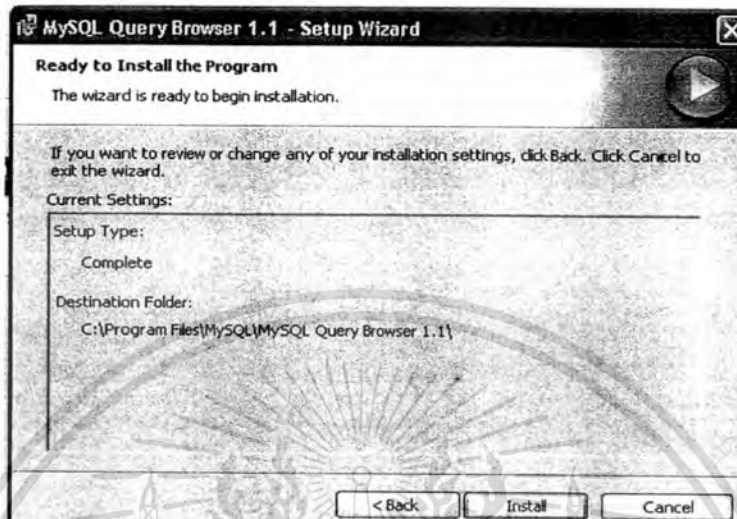 MySQL Query Browser 1.1 - Setup Wizard
Ready to Install the Program
The wizard is ready to begin installation.
If you want to review or change any of your installation settings, click Back. Click Cancel to
exit the wizard.
Current Settings:
Setup Type:
Complete
Destination Folder:
C:\Program Files\MySQL\MySQL Query Browser 1.1\
< Back
Install
Cancel